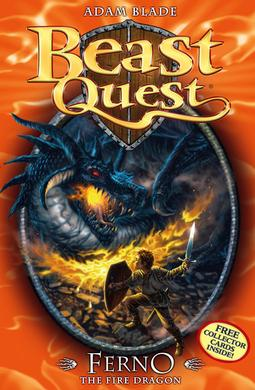 ADAM BLADE
Beast
Quest®
FREE
COLLECTOR
CARDS
INSIDE!
FERNO
THE FIRE DRAGON